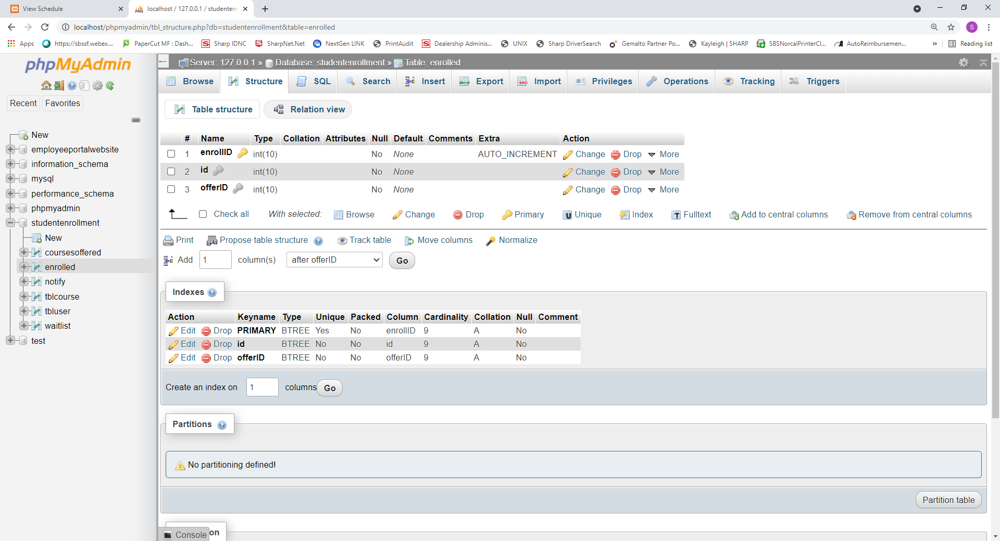 View Schedule
localhost / 127.0.0.1 / studentenr
localhost/phpmyadmin/tbl_structure.php?db=studentenrollment&table=enrolled
S
Apps
https://sbssf.webex....
PaperCut MF : Dash...
Sharp IDNC
SharpNet.Net
NextGen LINK
PrintAudit
Dealership Adminis...
UNIX
Sharp DriverSearch
Gemalto Partner Po...
Kayleigh | SHARP
SBSNorcalPrinterCl...
AutoReimbursemen...
»
Reading list
phpMyAdmin
Recent
Favorites
New
employeeportalwebsite
information_schema
mysql
performance_schema
phpmyadmin
studentenrollment
New
coursesoffered
enrolled
notify
tblcourse
tbluser
waitlist
test
Server: 127.0.0.1 » Database: studentenrollment » Table: enrolled
Browse Structure SQL Search Insert Export Import Privileges Operations Tracking Triggers
Table structure Relation view
# Name Type Collation Attributes Null Default Comments Extra Action
1 enrollID int(10) No None AUTO_INCREMENT Change Drop More
2 id int(10) No None Change Drop More
3 offerID int(10) No None Change Drop More
Check all With selected: Browse Change Drop Primary Unique Index Fulltext Add to central columns Remove from central columns
Print Propose table structure Track table Move columns Normalize
Add 1 column(s) after offerID Go
Indexes
Action Keyname Type Unique Packed Column Cardinality Collation Null Comment
Edit Drop PRIMARY BTREE Yes No enrollID 9 A No
Edit Drop id BTREE No No id 9 A No
Edit Drop offerID BTREE No No offerID 9 A No
Create an index on 1 columns Go
Partitions
No partitioning defined!
Partition table
Console on